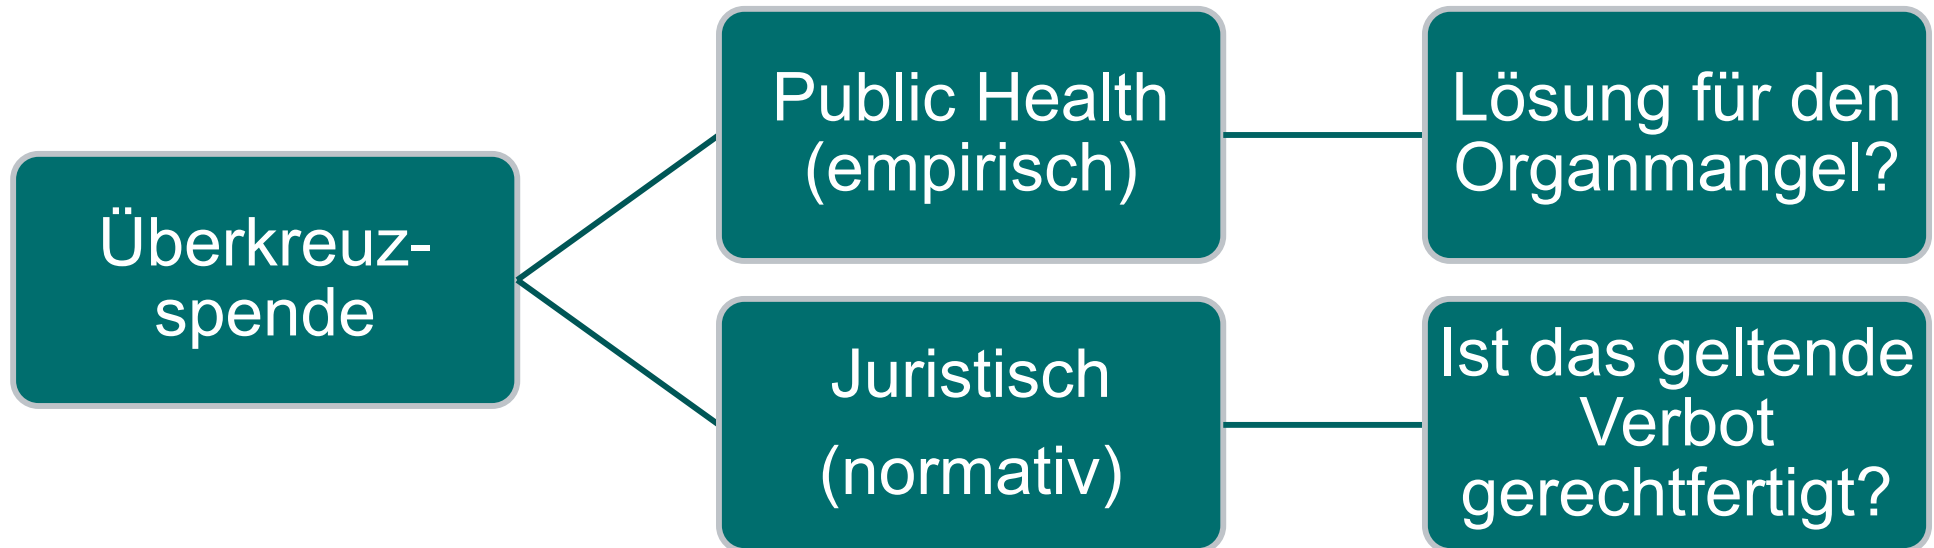 Überkreuz-
spende
Public Health
(empirisch)
Lösung für den
Organmangel?
Juristisch
(normativ)
Ist das geltende
Verbot
gerechtfertigt?